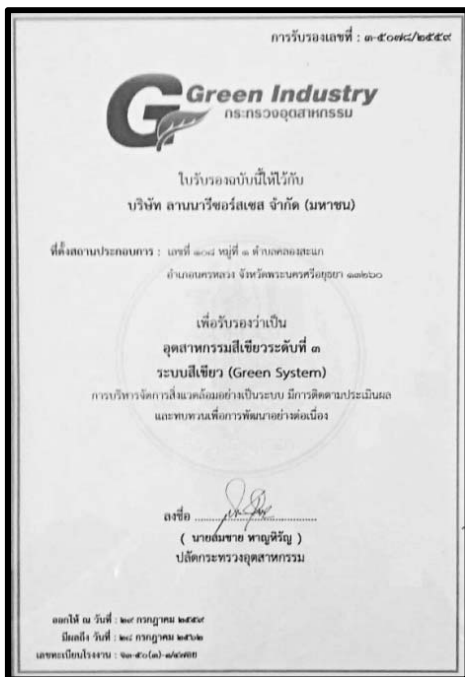 การรับรองเลขที่ : ๓-๕๐๗๘/๒๕๕๙
Green Industry
กระทรวงอุตสาหกรรม
ใบรับรองฉบับนี้ให้ไว้กับ
บริษัท ลานนารีซอร์สเซส จำกัด (มหาชน)
ที่ตั้งสถานประกอบการ : เลขที่ ๑๐๘ หมู่ที่ ๑ ตำบลคลองสะแก
อำเภอนครหลวง จังหวัดพระนครศรีอยุธยา ๑๓๒๖๐
เพื่อรับรองว่าเป็น
อุตสาหกรรมสีเขียวระดับที่ ๓
ระบบสีเขียว (Green System)
การบริหารจัดการสิ่งแวดล้อมอย่างเป็นระบบ มีการติดตามประเมินผล
และทบทวนเพื่อการพัฒนาอย่างต่อเนื่อง
ลงชื่อ
( นายสมชาย หาญหิรัญ )
ปลัดกระทรวงอุตสาหกรรม
ออกให้ ณ วันที่ : ๒๙ กรกฎาคม ๒๕๕๙
มีผลถึง วันที่ : ๒๘ กรกฎาคม ๒๕๖๒
เลขทะเบียนโรงงาน :